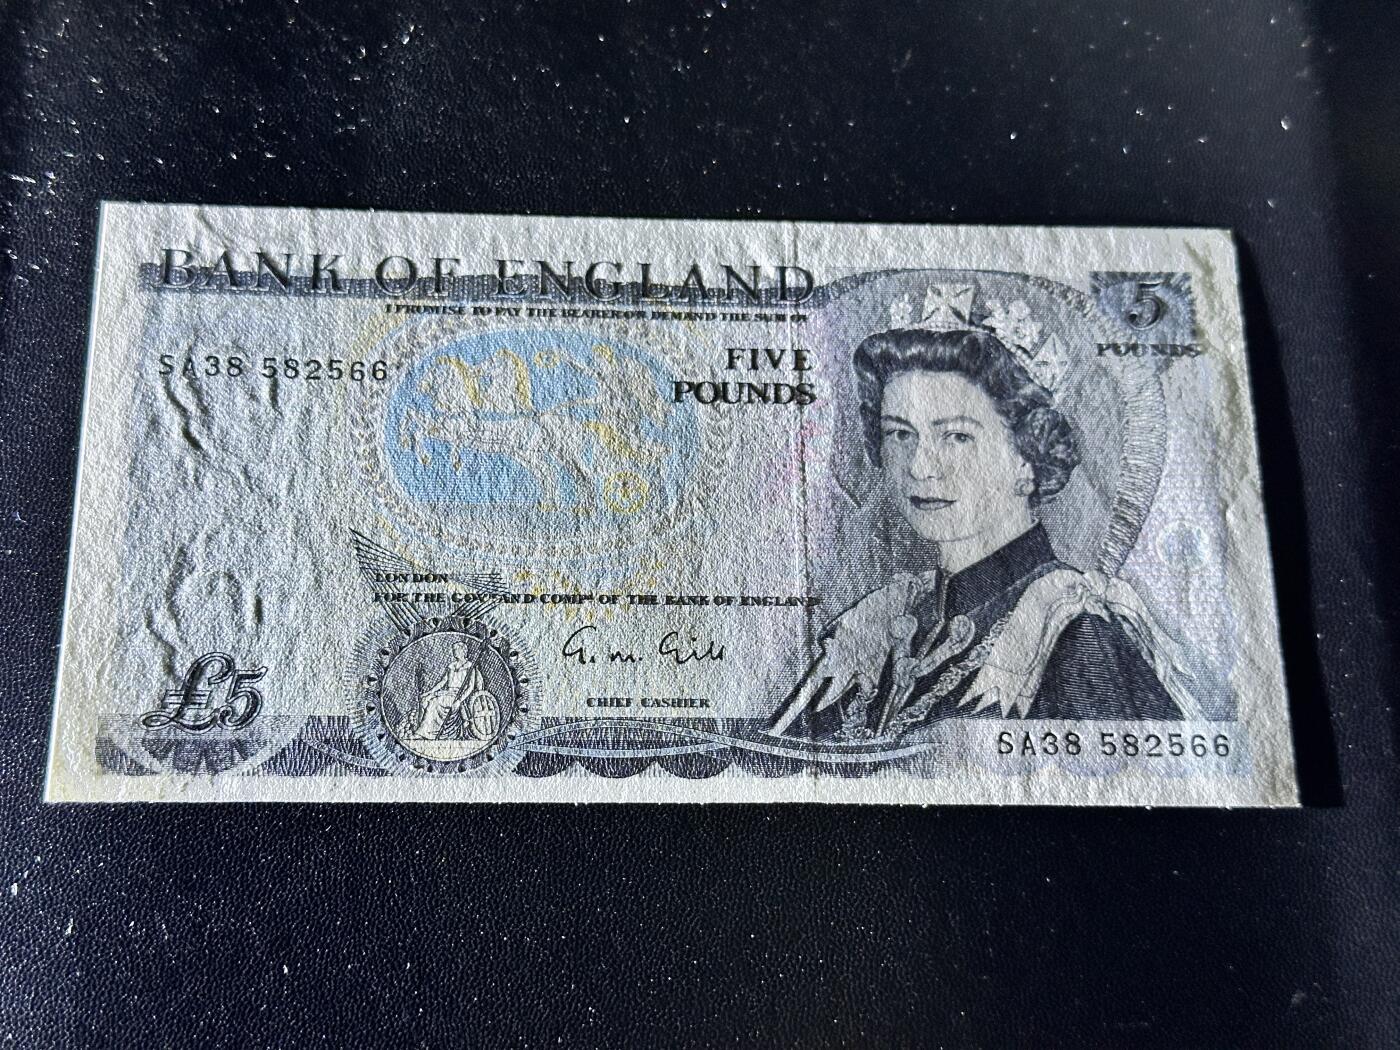 BANK OF ENGLAND
I PROMISE TO PAY THE BEARER ON DEMAND THE SUM OF
5
POUNDS
SA38 582566
FIVE
POUNDS
LONDON
FOR THE GOVR AND COMPA OF THE BANK OF ENGLAND
G. M. Gill
CHIEF CASHIER
£5
SA38 582566